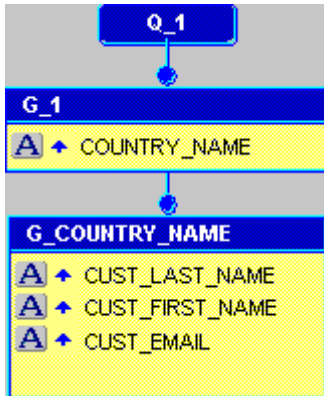 Q_1
G_1
A COUNTRY_NAME
G_COUNTRY_NAME
A CUST_LAST_NAME
A CUST_FIRST_NAME
A CUST_EMAIL